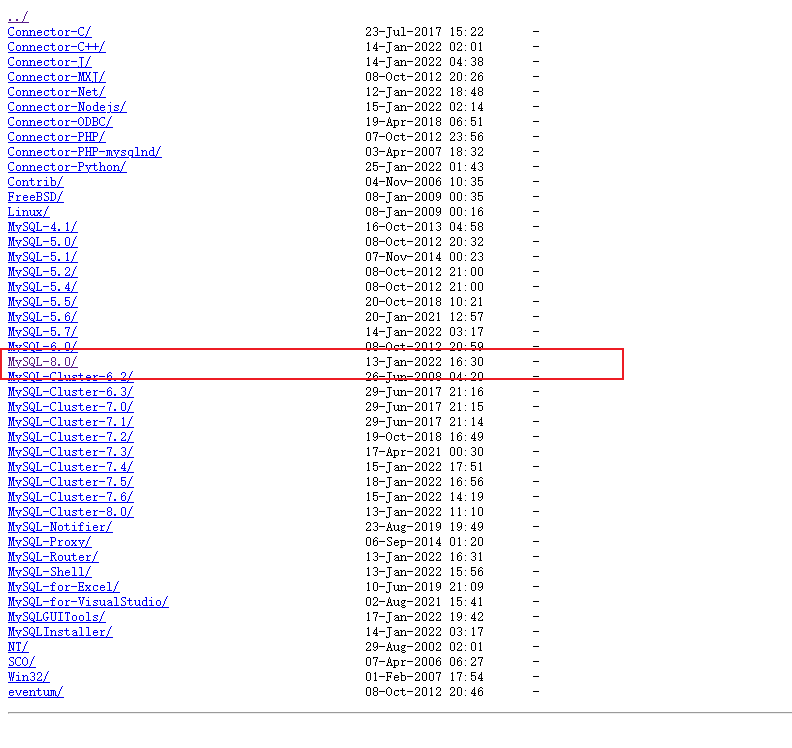 ../
Connector-C/ 23-Jul-2017 15:22 -
Connector-C++/ 14-Jan-2022 02:01 -
Connector-J/ 14-Jan-2022 04:38 -
Connector-MXJ/ 08-Oct-2012 20:26 -
Connector-Net/ 12-Jan-2022 18:48 -
Connector-Nodejs/ 15-Jan-2022 02:14 -
Connector-ODBC/ 19-Apr-2018 06:51 -
Connector-PHP/ 07-Oct-2012 23:56 -
Connector-PHP-mysqlnd/ 03-Apr-2007 18:32 -
Connector-Python/ 25-Jan-2022 01:43 -
Contrib/ 04-Nov-2006 10:35 -
FreeBSD/ 08-Jan-2009 00:35 -
Linux/ 08-Jan-2009 00:16 -
MySQL-4.1/ 16-Oct-2013 04:58 -
MySQL-5.0/ 08-Oct-2012 20:32 -
MySQL-5.1/ 07-Nov-2014 00:23 -
MySQL-5.2/ 08-Oct-2012 21:00 -
MySQL-5.4/ 08-Oct-2012 21:00 -
MySQL-5.5/ 20-Oct-2018 10:21 -
MySQL-5.6/ 20-Jan-2021 12:57 -
MySQL-5.7/ 14-Jan-2022 03:17 -
MySQL-6.0/ 08-Oct-2012 20:59 -
MySQL-8.0/ 13-Jan-2022 16:30 -
MySQL-Cluster-6.2/ 26-Jun-2008 04:20 -
MySQL-Cluster-6.3/ 29-Jun-2017 21:16 -
MySQL-Cluster-7.0/ 29-Jun-2017 21:15 -
MySQL-Cluster-7.1/ 29-Jun-2017 21:14 -
MySQL-Cluster-7.2/ 19-Oct-2018 16:49 -
MySQL-Cluster-7.3/ 17-Apr-2021 00:30 -
MySQL-Cluster-7.4/ 15-Jan-2022 17:51 -
MySQL-Cluster-7.5/ 18-Jan-2022 16:56 -
MySQL-Cluster-7.6/ 15-Jan-2022 14:19 -
MySQL-Cluster-8.0/ 13-Jan-2022 11:10 -
MySQL-Notifier/ 23-Aug-2019 19:49 -
MySQL-Proxy/ 06-Sep-2014 01:20 -
MySQL-Router/ 13-Jan-2022 16:31 -
MySQL-Shell/ 13-Jan-2022 15:56 -
MySQL-for-Excel/ 10-Jun-2019 21:09 -
MySQL-for-VisualStudio/ 02-Aug-2021 15:41 -
MySQLGUITools/ 17-Jan-2022 19:42 -
MySQLInstaller/ 14-Jan-2022 03:17 -
NT/ 29-Aug-2002 02:01 -
SCO/ 07-Apr-2006 06:27 -
Win32/ 01-Feb-2007 17:54 -
eventum/ 08-Oct-2012 20:46 -